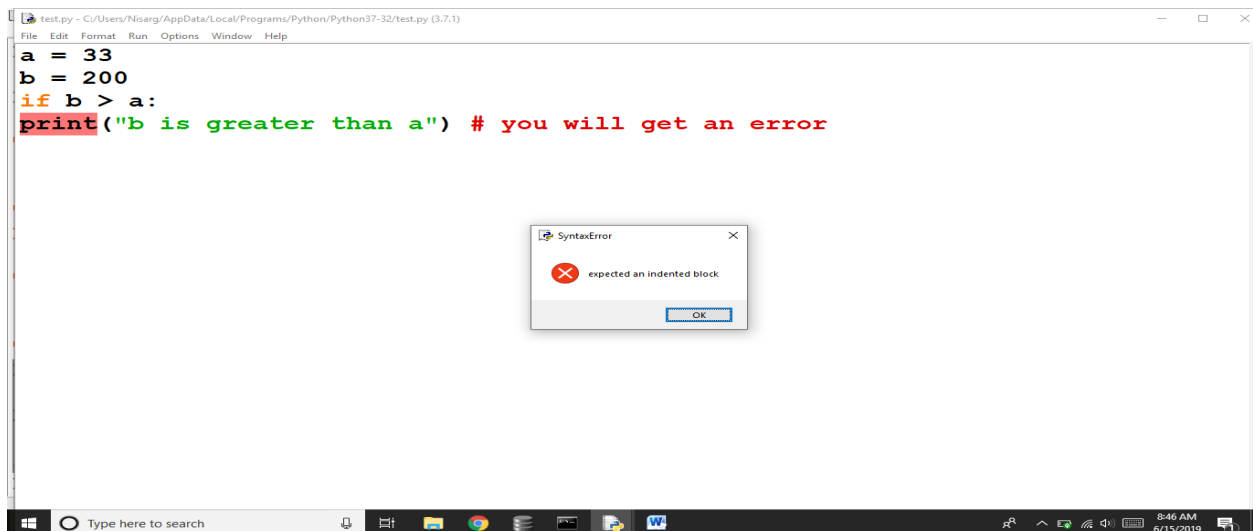 test.py - C:/Users/Nisarg/AppData/Local/Programs/Python/Python37-32/test.py (3.7.1)
File Edit Format Run Options Window Help
a = 33
b = 200
if b > a:
print("b is greater than a") # you will get an error
SyntaxError
expected an indented block
OK
Type here to search
8:46 AM
6/15/2019